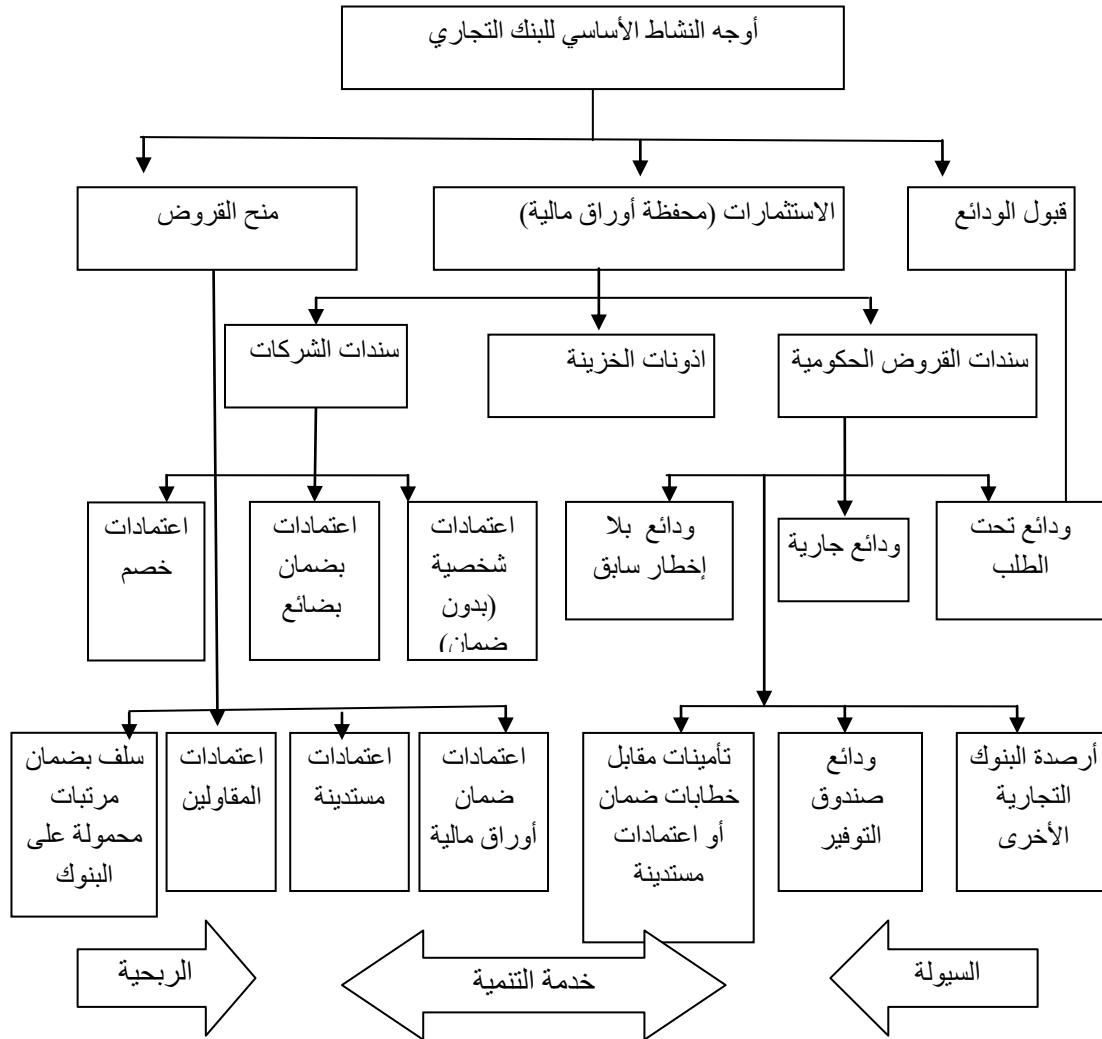 أوجه النشاط الأساسي للبنك التجاري
قبول الودائع
الاستثمارات (محفظة أوراق مالية)
منح القروض
سندات القروض الحكومية
اذونات الخزينة
سندات الشركات
ودائع تحت
الطلب
ودائع جارية
ودائع بلا
إخطار سابق
اعتمادات
شخصية
(بدون
ضمان)
اعتمادات
بضمان
بضائع
اعتمادات
خصم
أرصدة البنوك
التجارية
الأخرى
ودائع
صندوق
التوفير
تأمينات مقابل
خطابات ضمان
أو اعتمادات
مستدينة
اعتمادات
ضمان
أوراق مالية
اعتمادات
مستدينة
اعتمادات
المقاولين
سلف بضمان
مرتبات
محمولة على
البنوك
السيولة
خدمة التنمية
الربحية